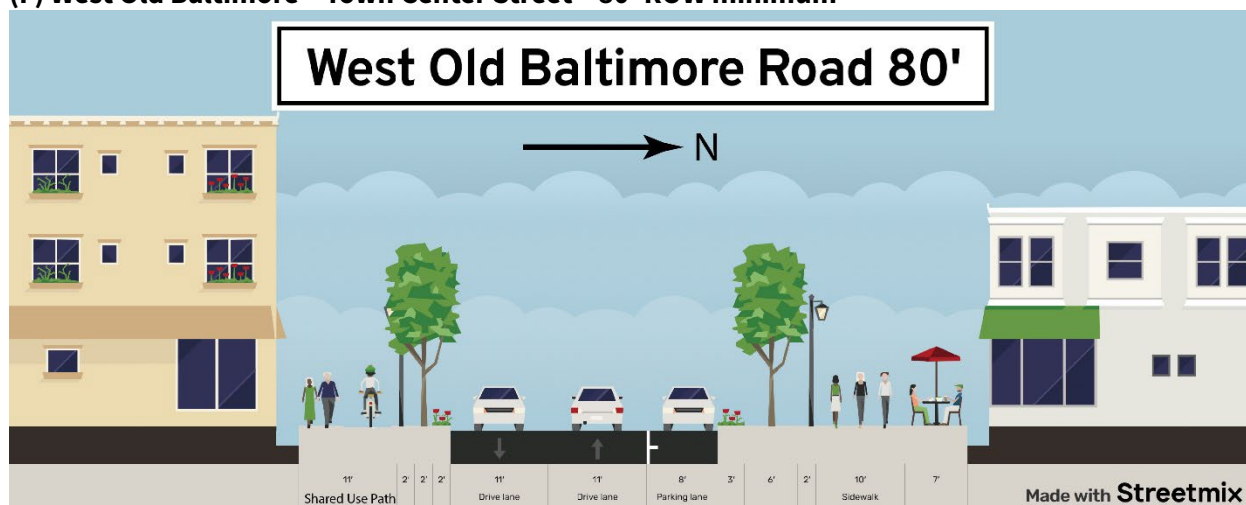 West Old Baltimore Road 80'
N
11' 2' 2' 2' 11' 11' 8' 3' 6' 2' 10' 7'
Shared Use Path Drive lane Drive lane Parking lane Sidewalk
Made with Streetmix